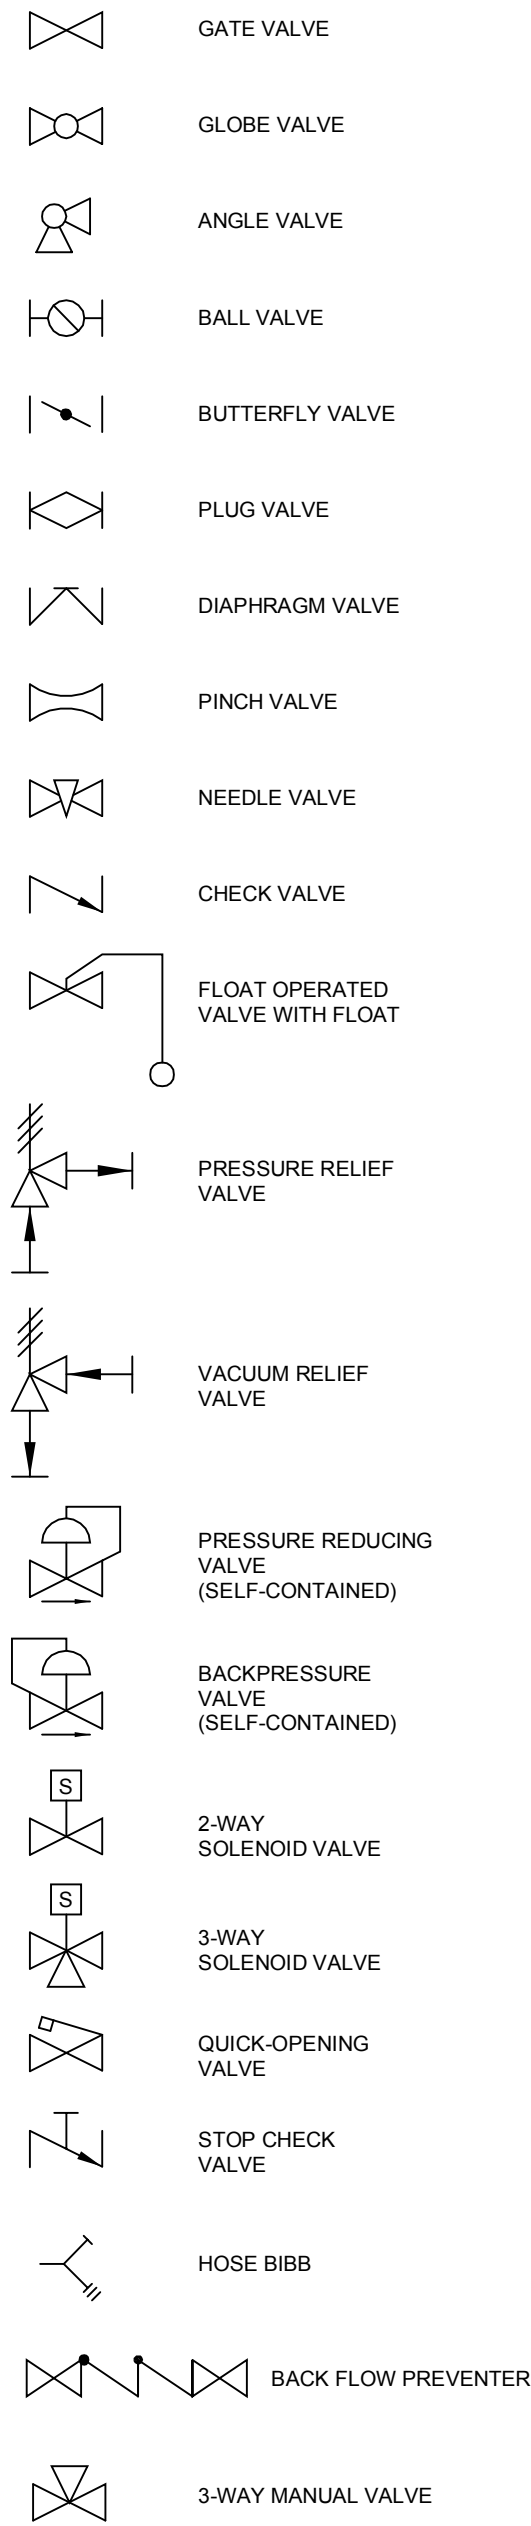 GATE VALVE
GLOBE VALVE
ANGLE VALVE
BALL VALVE
BUTTERFLY VALVE
PLUG VALVE
DIAPHRAGM VALVE
PINCH VALVE
NEEDLE VALVE
CHECK VALVE
FLOAT OPERATED
VALVE WITH FLOAT
PRESSURE RELIEF
VALVE
VACUUM RELIEF
VALVE
PRESSURE REDUCING
VALVE
(SELF-CONTAINED)
BACKPRESSURE
VALVE
(SELF-CONTAINED)
S
2-WAY
SOLENOID VALVE
S
3-WAY
SOLENOID VALVE
QUICK-OPENING
VALVE
STOP CHECK
VALVE
HOSE BIBB
BACK FLOW PREVENTER
3-WAY MANUAL VALVE